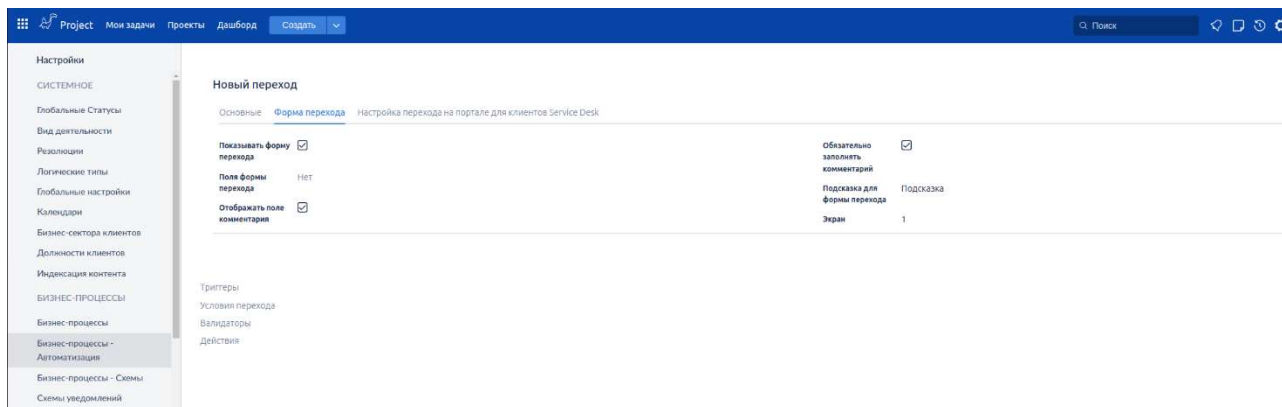 Project Мои задачи Проекты Дашборд Создать Поиск
Настройки
СИСТЕМНОЕ
Глобальные Статусы
Вид деятельности
Резолюции
Логические типы
Глобальные настройки
Календари
Бизнес-сектора клиентов
Должности клиентов
Индексация контента
БИЗНЕС-ПРОЦЕССЫ
Бизнес-процессы
Бизнес-процессы -
Автоматизация
Бизнес-процессы - Схемы
Схемы уведомлений
Новый переход
Основные Форма перехода Настройка перехода на портале для клиентов Service Desk
Показывать форму
перехода
Поля формы Нет
перехода
Отображать поле
комментария
Обязательно
заполнять
комментарий
Подсказка для Подсказка
формы перехода
Экран 1
Триггеры
Условия перехода
Валидаторы
Действия